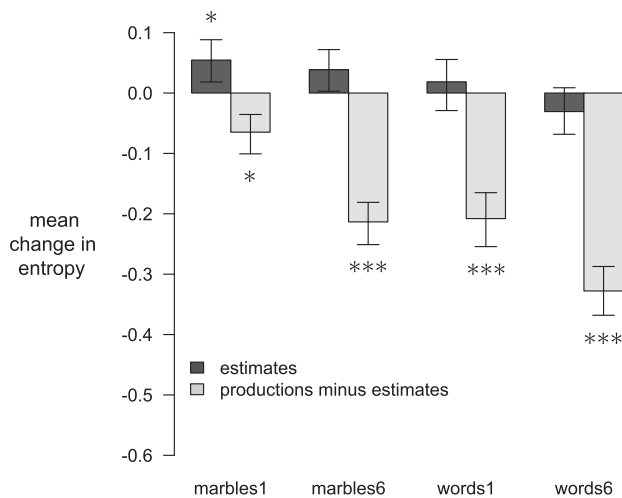 *
0.1
0.0
-0.1
*
-0.2
***
***
mean
change in
entropy
-0.3
***
-0.4
estimates
productions minus estimates
-0.5
-0.6
marbles1 marbles6 words1 words6